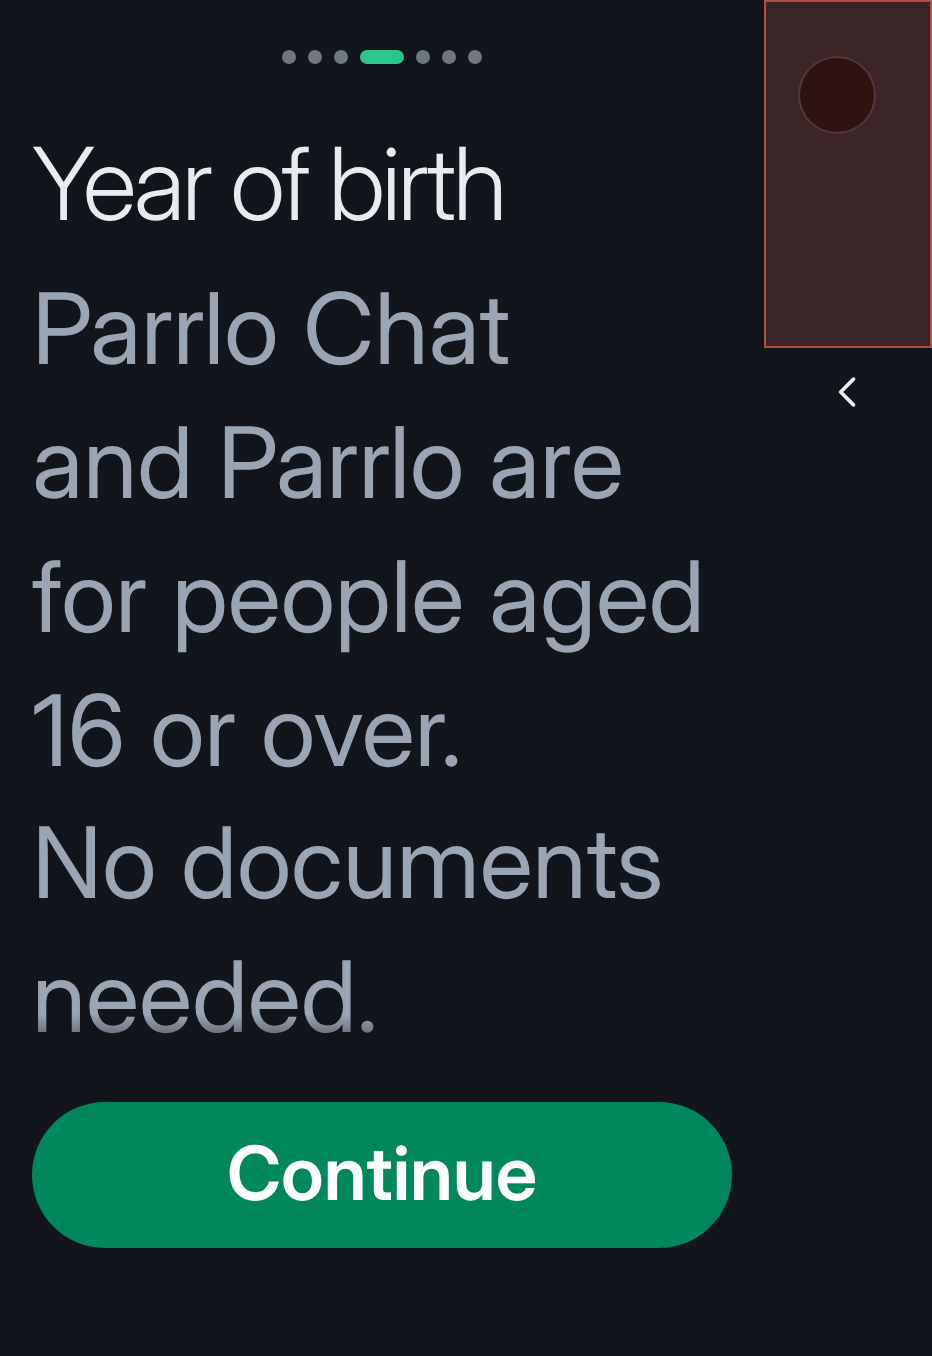 Year of birth
Parrlo Chat
and Parrlo are
for people aged
16 or over.
No documents
needed.
Continue